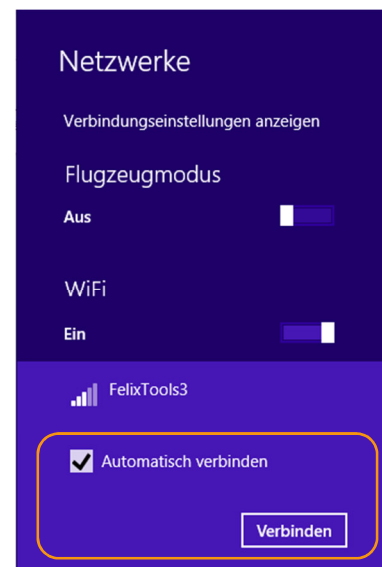 Netzwerke
Verbindungseinstellungen anzeigen
Flugzeugmodus
Aus
WiFi
Ein
FelixTools3
Automatisch verbinden
Verbinden